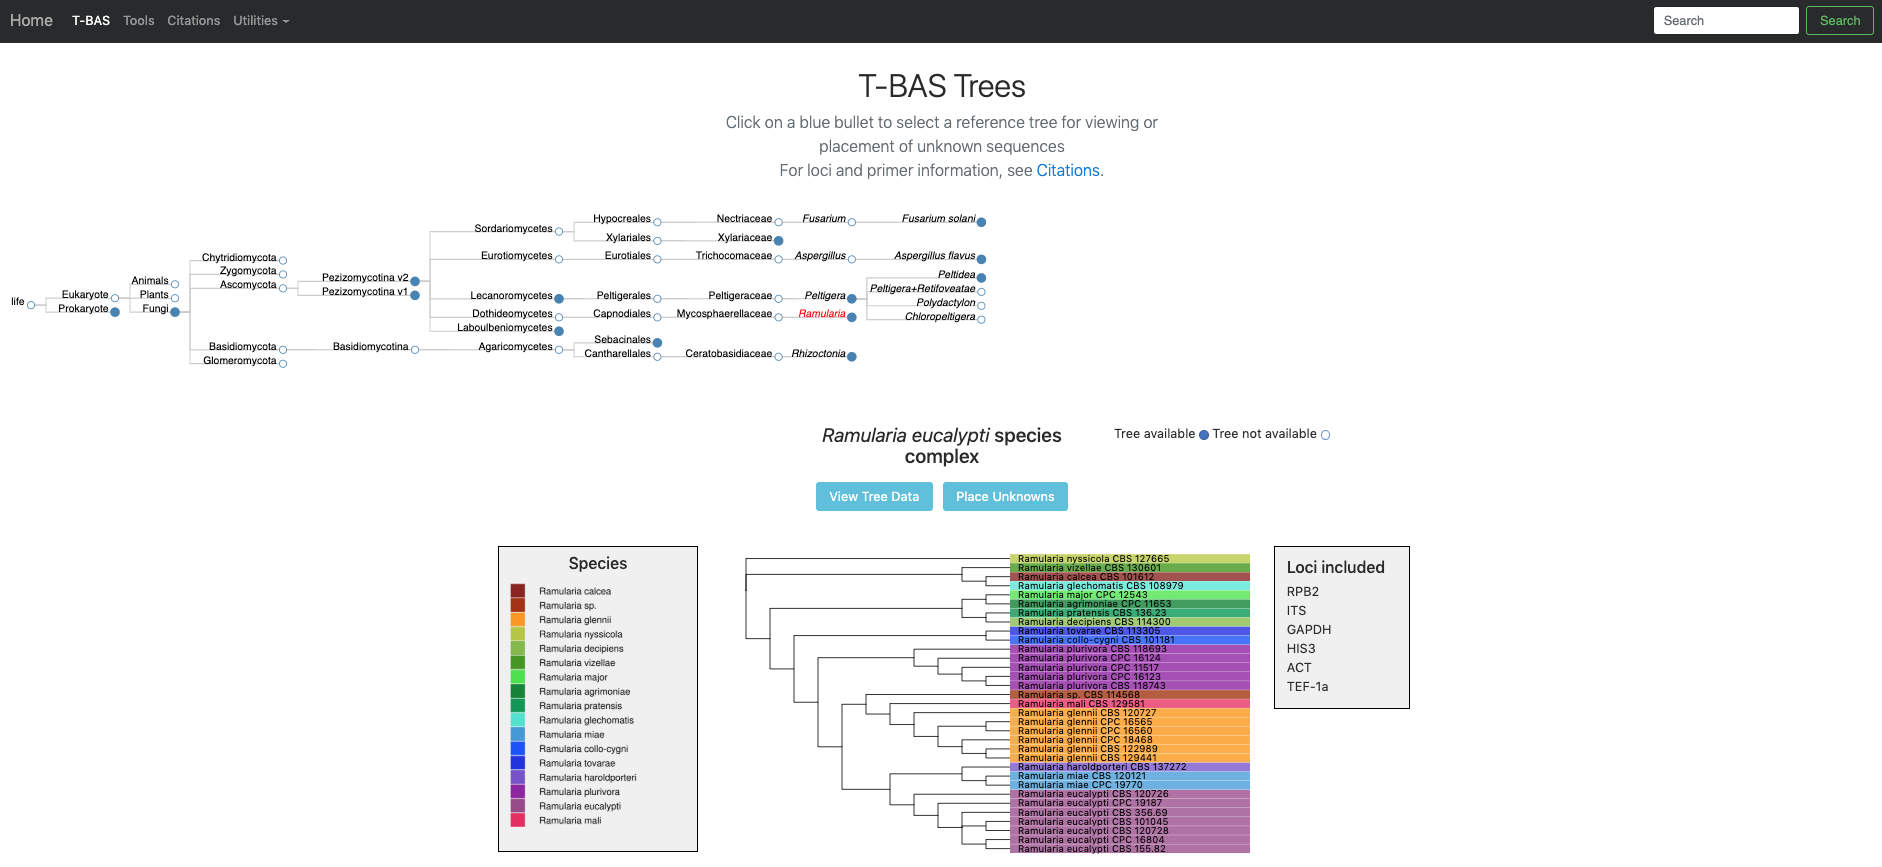 Home T-BAS Tools Citations Utilities Search Search
T-BAS Trees
Click on a blue bullet to select a reference tree for viewing or
placement of unknown sequences
For loci and primer information, see Citations.
life
Eukaryote
Prokaryote
Animals
Plants
Fungi
Chytridiomycota
Zygomycota
Ascomycota
Basidiomycota
Glomeromycota
Pezizomycotina v2
Pezizomycotina v1
Basidiomycotina
Sordariomycetes
Eurotiomycetes
Lecanoromycetes
Dothideomycetes
Laboulbeniomycetes
Agaricomycetes
Hypocreales
Xylariales
Eurotiales
Peltigerales
Capnodiales
Sebacinales
Cantharellales
Nectriaceae
Xylariaceae
Trichocomaceae
Peltigeraceae
Mycosphaerellaceae
Ceratobasidiaceae
Fusarium
Aspergillus
Peltigera
Ramularia
Rhizoctonia
Fusarium solani
Aspergillus flavus
Peltidea
Peltigera+Retifoveatae
Polydactylon
Chloropeltigera
Ramularia eucalypti species
complex
Tree available Tree not available
View Tree Data Place Unknowns
Species
Ramularia calcea
Ramularia sp.
Ramularia glennii
Ramularia nyssicola
Ramularia decipiens
Ramularia vizellae
Ramularia major
Ramularia agrimoniae
Ramularia pratensis
Ramularia glechomatis
Ramularia miae
Ramularia collo-cygni
Ramularia tovarae
Ramularia haroldporteri
Ramularia plurivora
Ramularia eucalypti
Ramularia mali
Ramularia nyssicola CBS 127665
Ramularia vizellae CBS 130601
Ramularia calcea CBS 101612
Ramularia glechomatis CBS 108979
Ramularia major CPC 12543
Ramularia agrimoniae CPC 11653
Ramularia pratensis CBS 136.23
Ramularia decipiens CBS 114300
Ramularia tovarae CBS 113305
Ramularia collo-cygni CBS 101181
Ramularia plurivora CBS 118693
Ramularia plurivora CPC 16124
Ramularia plurivora CPC 11517
Ramularia plurivora CPC 16123
Ramularia plurivora CBS 118743
Ramularia sp. CBS 114568
Ramularia mali CBS 129581
Ramularia glennii CBS 120727
Ramularia glennii CPC 16565
Ramularia glennii CPC 16560
Ramularia glennii CPC 18468
Ramularia glennii CBS 122989
Ramularia glennii CBS 129441
Ramularia haroldporteri CBS 137272
Ramularia miae CBS 120121
Ramularia miae CPC 19770
Ramularia eucalypti CBS 120726
Ramularia eucalypti CPC 19187
Ramularia eucalypti CBS 356.69
Ramularia eucalypti CBS 101045
Ramularia eucalypti CBS 120728
Ramularia eucalypti CPC 16804
Ramularia eucalypti CBS 155.82
Loci included
RPB2
ITS
GAPDH
HIS3
ACT
TEF-1a